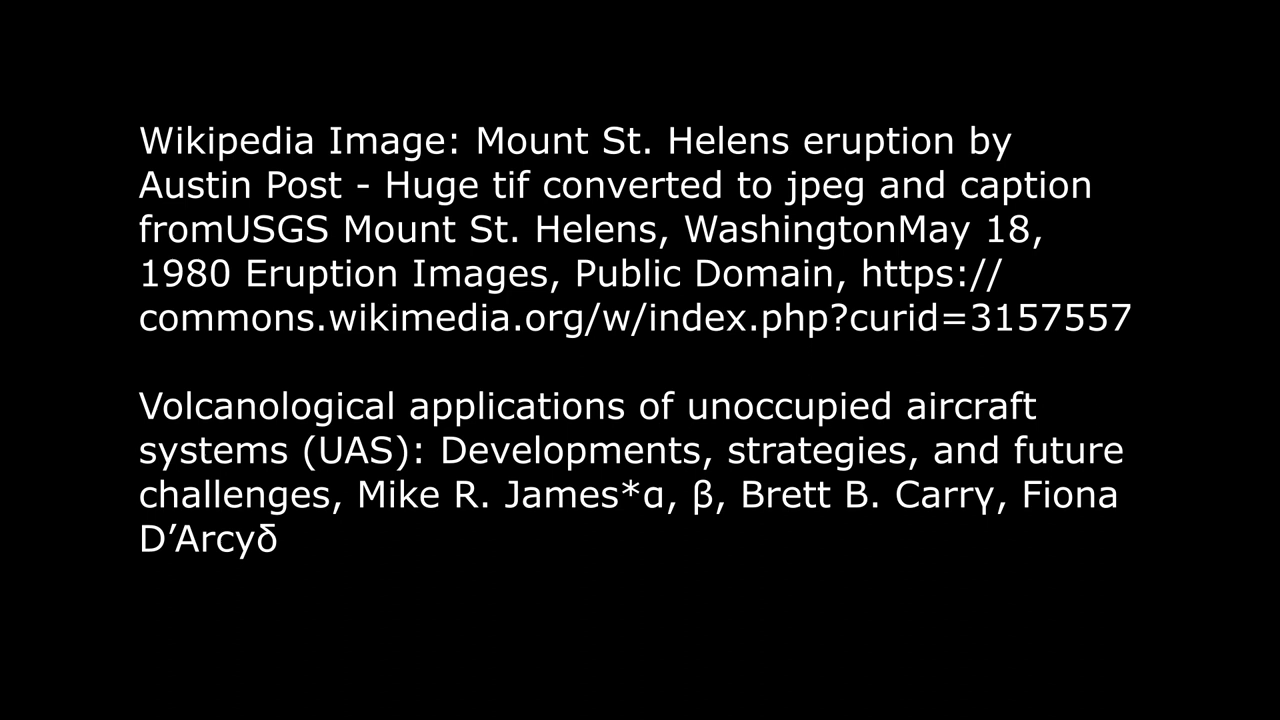 Wikipedia Image: Mount St. Helens eruption by
Austin Post - Huge tif converted to jpeg and caption
fromUSGS Mount St. Helens, WashingtonMay 18,
1980 Eruption Images, Public Domain, https://
commons.wikimedia.org/w/index.php?curid=3157557
Volcanological applications of unoccupied aircraft
systems (UAS): Developments, strategies, and future
challenges, Mike R. James*ɑ, β, Brett B. Carrγ, Fiona
D’Arcyδ